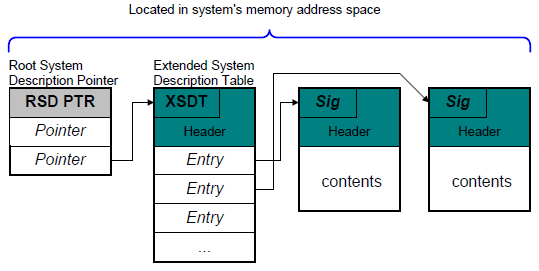 Located in system's memory address space
Root System
Description Pointer
Extended System
Description Table
RSD PTR
Pointer
Pointer
XSDT
Header
Entry
Entry
Entry
...
Sig
Header
contents
Sig
Header
contents